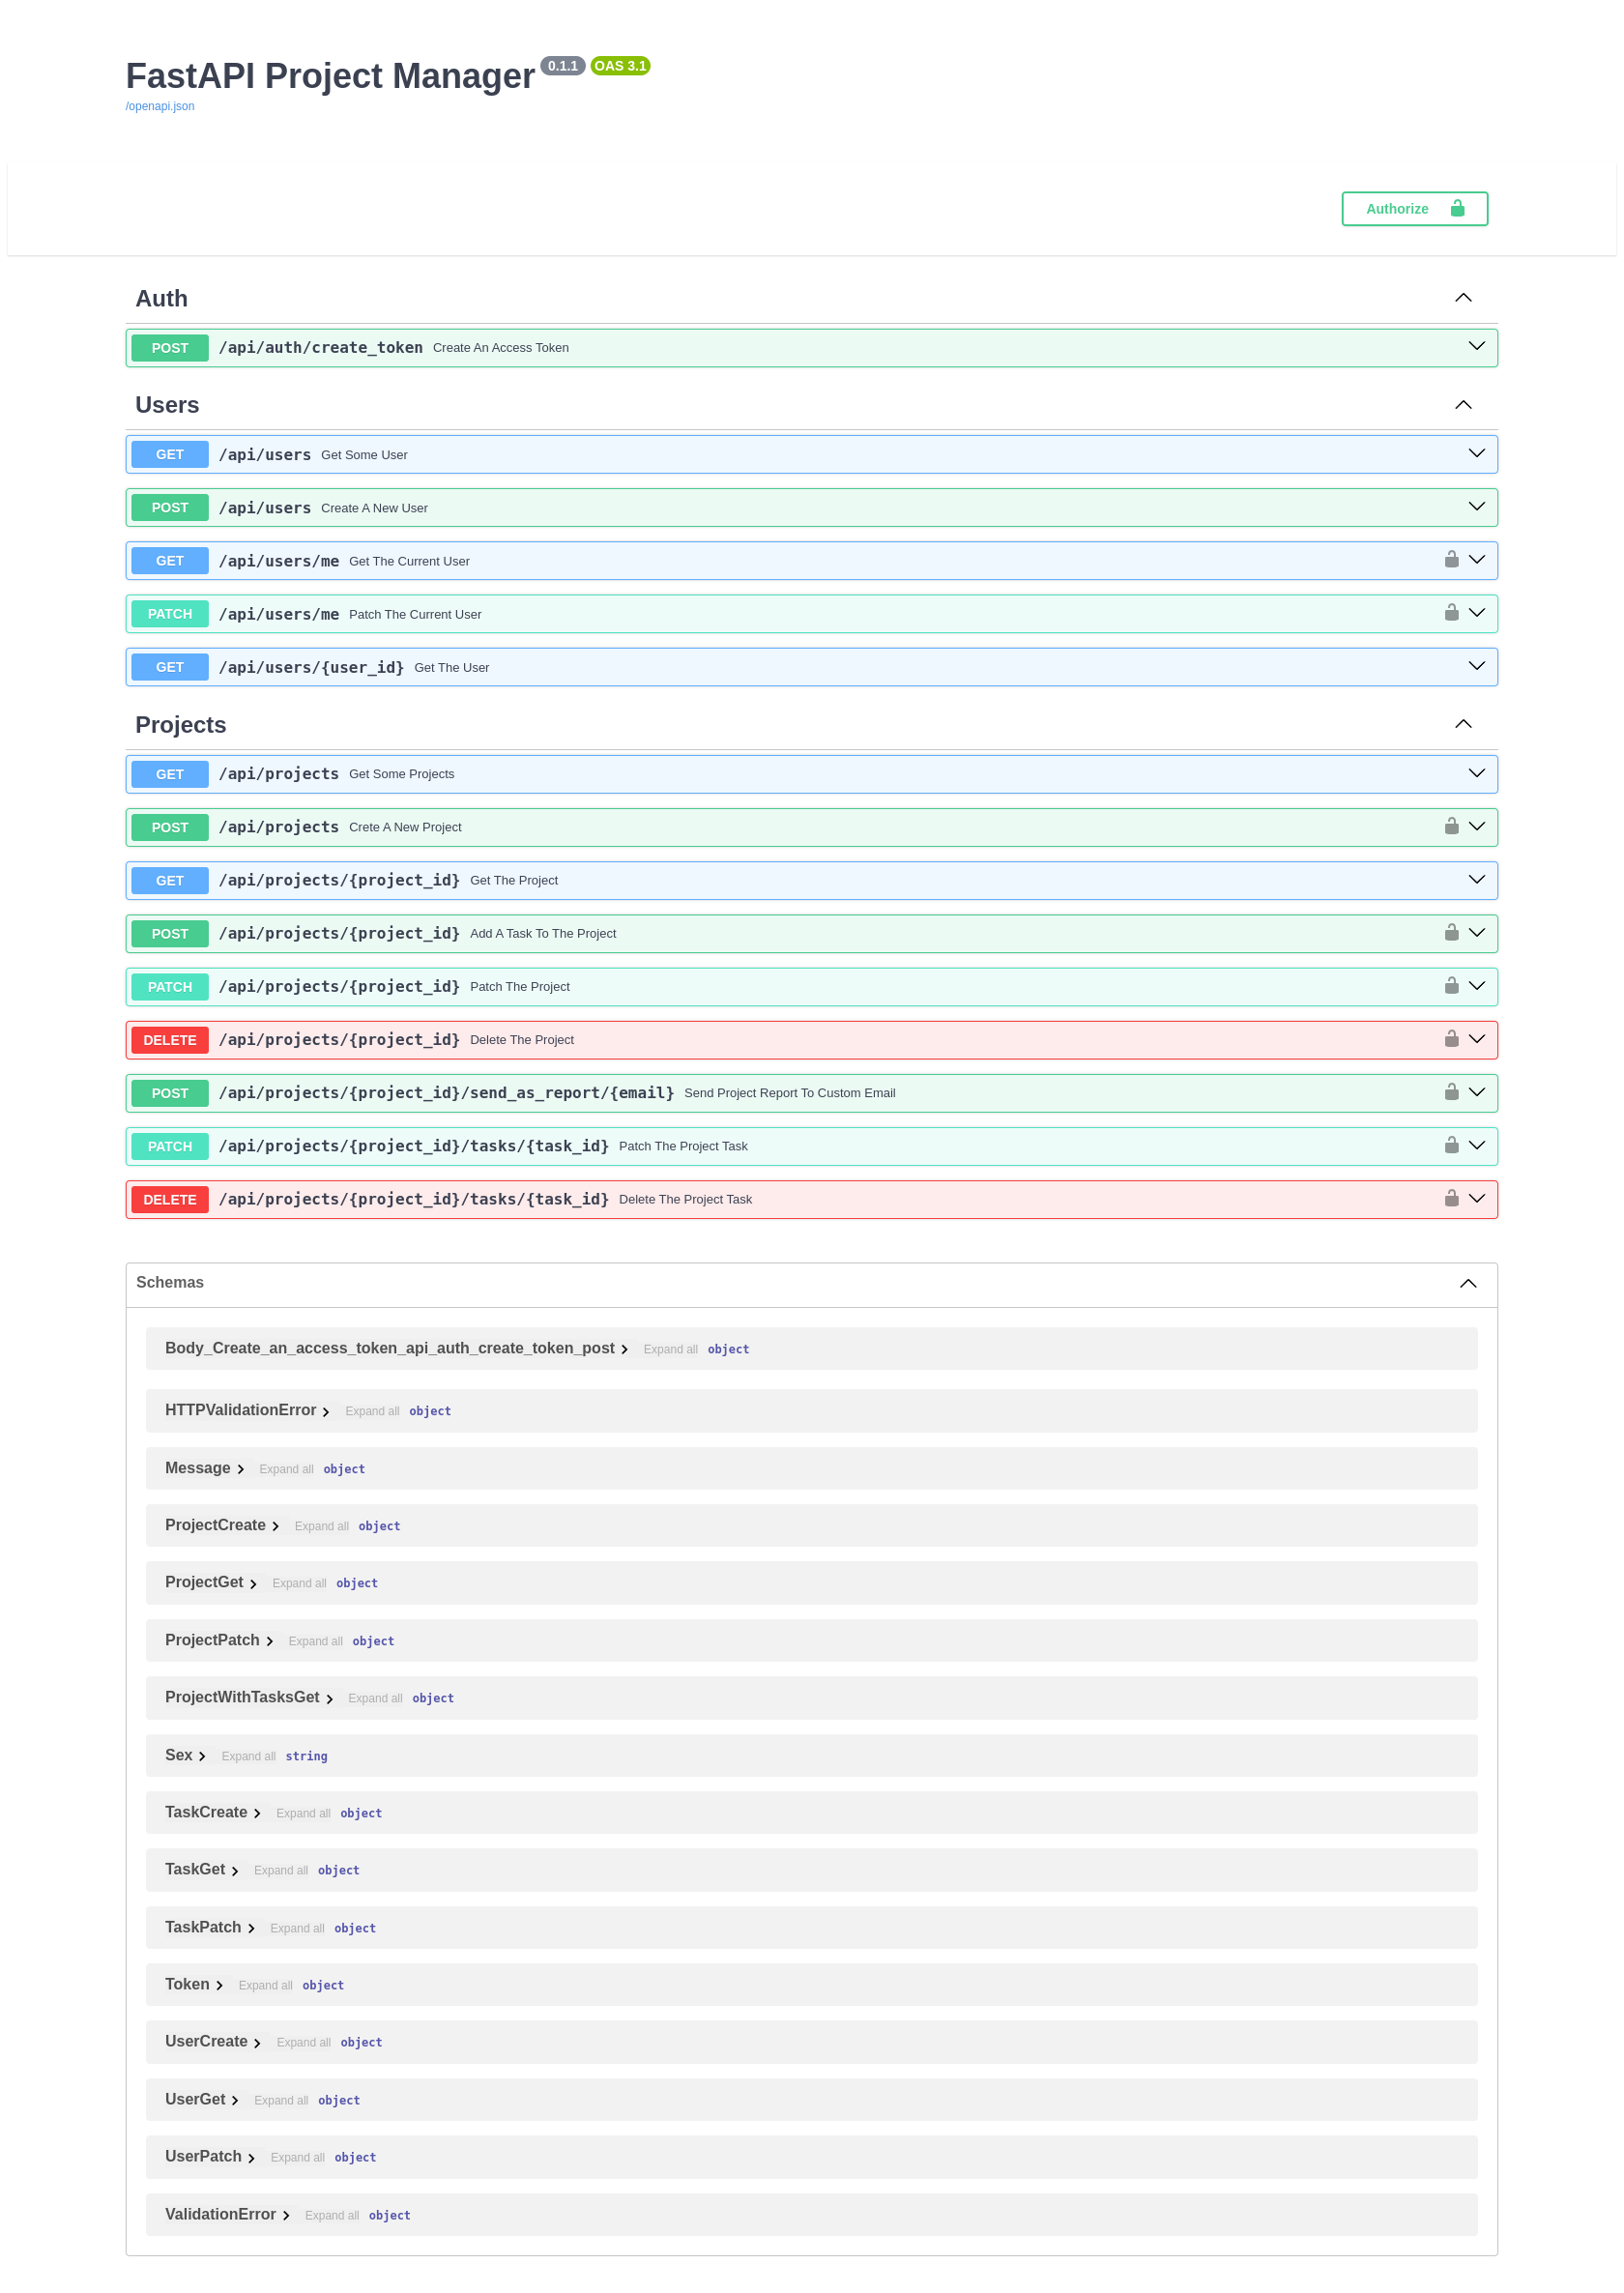 FastAPI Project Manager 0.1.1 OAS 3.1
/openapi.json
Authorize
Auth
POST /api/auth/create_token Create An Access Token
Users
GET /api/users Get Some User
POST /api/users Create A New User
GET /api/users/me Get The Current User
PATCH /api/users/me Patch The Current User
GET /api/users/{user_id} Get The User
Projects
GET /api/projects Get Some Projects
POST /api/projects Crete A New Project
GET /api/projects/{project_id} Get The Project
POST /api/projects/{project_id} Add A Task To The Project
PATCH /api/projects/{project_id} Patch The Project
DELETE /api/projects/{project_id} Delete The Project
POST /api/projects/{project_id}/send_as_report/{email} Send Project Report To Custom Email
PATCH /api/projects/{project_id}/tasks/{task_id} Patch The Project Task
DELETE /api/projects/{project_id}/tasks/{task_id} Delete The Project Task
Schemas
Body_Create_an_access_token_api_auth_create_token_post Expand all object
HTTPValidationError Expand all object
Message Expand all object
ProjectCreate Expand all object
ProjectGet Expand all object
ProjectPatch Expand all object
ProjectWithTasksGet Expand all object
Sex Expand all string
TaskCreate Expand all object
TaskGet Expand all object
TaskPatch Expand all object
Token Expand all object
UserCreate Expand all object
UserGet Expand all object
UserPatch Expand all object
ValidationError Expand all object